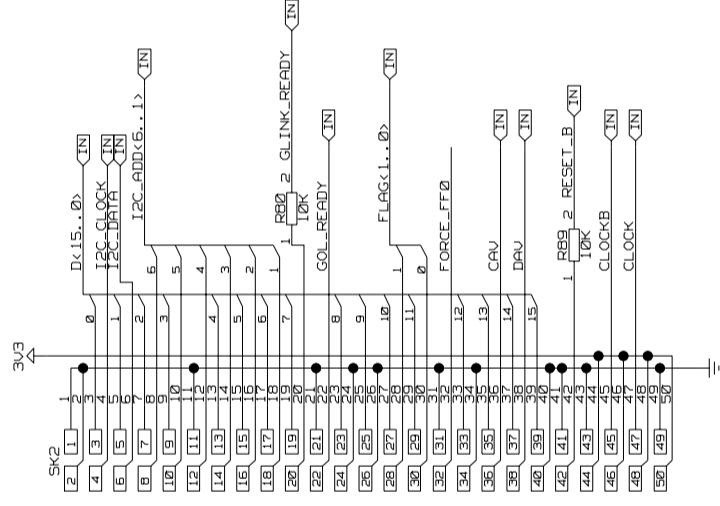 3V3
D<15..0>
IN
I2C_CLOCK
IN
I2C_DATA
IN
I2C_ADD<6..1>
IN
R80
10K
1
2
GLINK_READY
IN
GOL_READY
IN
FLAG<1..0>
IN
FORCE_FF0
CAV
IN
DAV
IN
1
R89
10K
2
RESET_B
IN
CLOCKB
IN
CLOCK
IN
6 5 4 3 2 1
1 0
0 1 2 3 4 5 6 7 8 9 10 11 12 13 14 15
1 2 3 4 5 6 7 8 9 10 11 12 13 14 15 16 17 18 19 20 21 22 23 24 25 26 27 28 29 30 31 32 33 34 35 36 37 38 39 40 41 42 43 44 45 46 47 48 49 50
SK2
1 3 5 7 9 11 13 15 17 19 21 23 25 27 29 31 33 35 37 39 41 43 45 47 49
2 4 6 8 10 12 14 16 18 20 22 24 26 28 30 32 34 36 38 40 42 44 46 48 50